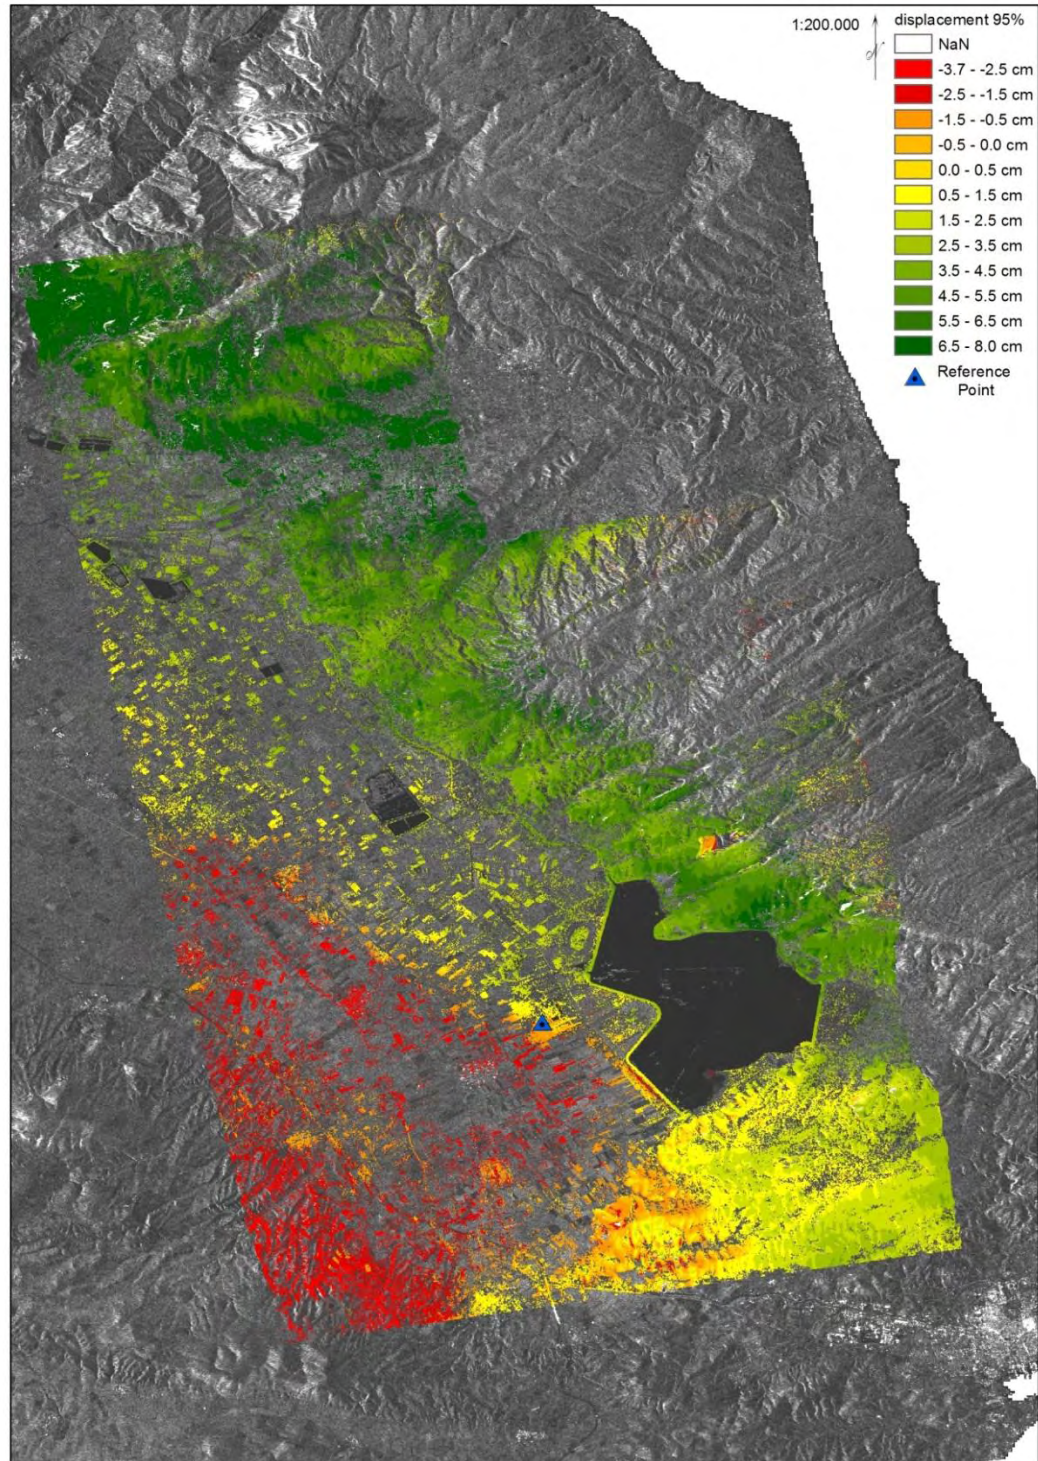 1:200.000
displacement 95%
NaN
-3.7 - -2.5 cm
-2.5 - -1.5 cm
-1.5 - -0.5 cm
-0.5 - 0.0 cm
0.0 - 0.5 cm
0.5 - 1.5 cm
1.5 - 2.5 cm
2.5 - 3.5 cm
3.5 - 4.5 cm
4.5 - 5.5 cm
5.5 - 6.5 cm
6.5 - 8.0 cm
Reference
Point